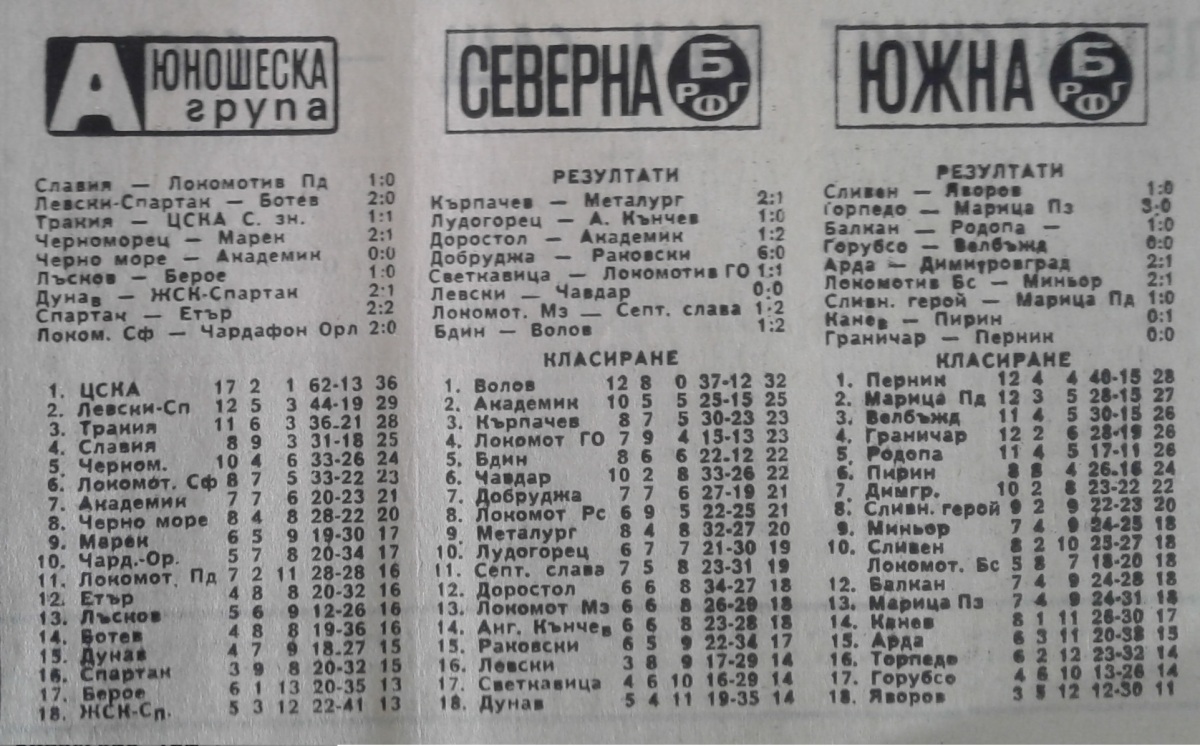 А ЮНОШЕСКА група
Славия — Локомотив Пд 1:0
Левски-Спартак — Ботев 2:0
Тракия — ЦСКА С. зн. 1:1
Черноморец — Марек 2:1
Черно море — Академик 0:0
Лъсков — Берое 1:0
Дунав — ЖСК-Спартак 2:1
Спартак — Етър 2:2
Локом. Сф — Чардафон Орл 2:0
1. ЦСКА 17 2 1 62-13 36
2. Левски-Сп 12 5 3 44-19 29
3. Тракия 11 6 3 36-21 28
4. Славия 8 9 3 31-18 25
5. Черном. 10 4 6 33-26 24
6. Локомот. Сф 8 7 5 33-22 23
7. Академик 7 7 6 20-23 21
8. Черно море 8 4 8 28-22 20
9. Марек 6 5 9 19-30 17
10. Чард.-Ор. 5 7 8 20-34 17
11. Локомот. Пд 7 2 11 28-28 16
12. Етър 4 8 8 20-32 16
13. Лъсков 5 6 9 12-26 16
14. Ботев 4 8 8 19-36 16
15. Дунав 4 7 9 18-27 15
16. Спартак 3 9 8 20-32 15
17. Берое 6 1 13 20-35 13
18. ЖСК-Сп. 5 3 12 22-41 13
СЕВЕРНА Б РФГ
РЕЗУЛТАТИ
Кърпачев — Металург 2:1
Лудогорец — А. Кънчев 1:0
Доростол — Академик 1:2
Добруджа — Раковски 6:0
Светкавица — Локомотив ГО 1:1
Левски — Чавдар 0:0
Локомот. Мз — Септ. слава 1:2
Бдин — Волов 1:2
КЛАСИРАНЕ
1. Волов 12 8 0 37-12 32
2. Академик 10 5 5 25-15 25
3. Кърпачев 8 7 5 30-23 23
4. Локомот ГО 7 9 4 15-13 23
5. Бдин 8 6 6 22-12 22
6. Чавдар 10 2 8 33-26 22
7. Добруджа 7 7 6 27-19 21
8. Локомот Рс 6 9 5 22-25 21
9. Металург 8 4 8 32-27 20
10. Лудогорец 6 7 7 21-30 19
11. Септ. слава 7 5 8 23-31 19
12. Доростол 6 6 8 34-27 18
13. Локомот Мз 6 6 8 26-29 18
14. Анг. Кънчев 6 6 8 23-28 18
15. Раковски 6 5 9 22-34 17
16. Левски 3 8 9 17-29 14
17. Светкавица 4 6 10 16-29 14
18. Дунав 5 4 11 19-35 14
ЮЖНА Б РФГ
РЕЗУЛТАТИ
Сливен — Яворов 1:0
Торпедо — Марица Пз 3:0
Балкан — Родопа — 1:0
Горубсо — Велбъжд 0:0
Арда — Димитровград 2:1
Локомотив Бс — Миньор 2:1
Сливн. герой — Марица Пд 1:0
Канев — Пирин 0:1
Граничар — Перник 0:0
КЛАСИРАНЕ
1. Перник 12 4 4 40-15 28
2. Марица Пд 12 3 5 28-15 27
3. Велбъжд 11 4 5 30-15 26
4. Граничар 12 2 6 28-19 26
5. Родопа 11 4 5 17-11 26
6. Пирин 8 8 4 26-16 24
7. Димгр. 10 2 8 23-22 22
8. Сливн. герой 9 2 9 22-23 20
9. Миньор 7 4 9 24-25 18
10. Сливен 8 2 10 25-27 18
Локомот. Бс 5 8 7 18-20 18
12. Балкан 7 4 9 24-28 18
13. Марица Пз 7 4 9 24-31 18
14. Канев 8 1 11 26-30 17
15. Арда 6 3 11 20-38 15
16. Торпедо 6 2 12 23-32 14
17. Горубсо 4 6 10 13-26 14
18. Яворов 3 5 12 12-30 11